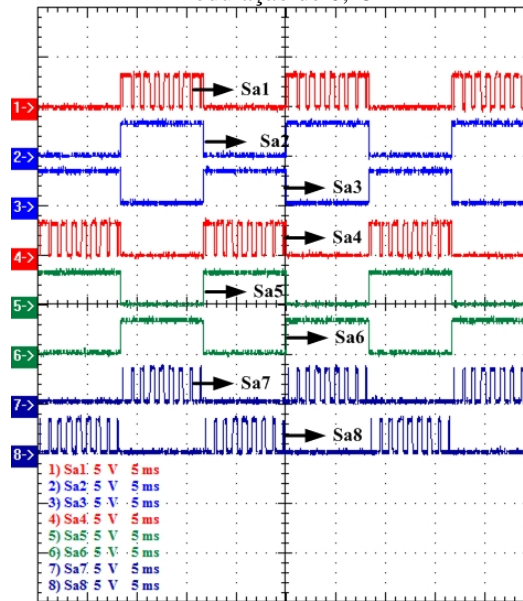 1-> Sa1
2-> Sa2
3-> Sa3
4-> Sa4
5-> Sa5
6-> Sa6
7-> Sa7
8-> Sa8
1) Sa1 5 V 5 ms
2) Sa2 5 V 5 ms
3) Sa3 5 V 5 ms
4) Sa4 5 V 5 ms
5) Sa5 5 V 5 ms
6) Sa6 5 V 5 ms
7) Sa7 5 V 5 ms
8) Sa8 5 V 5 ms